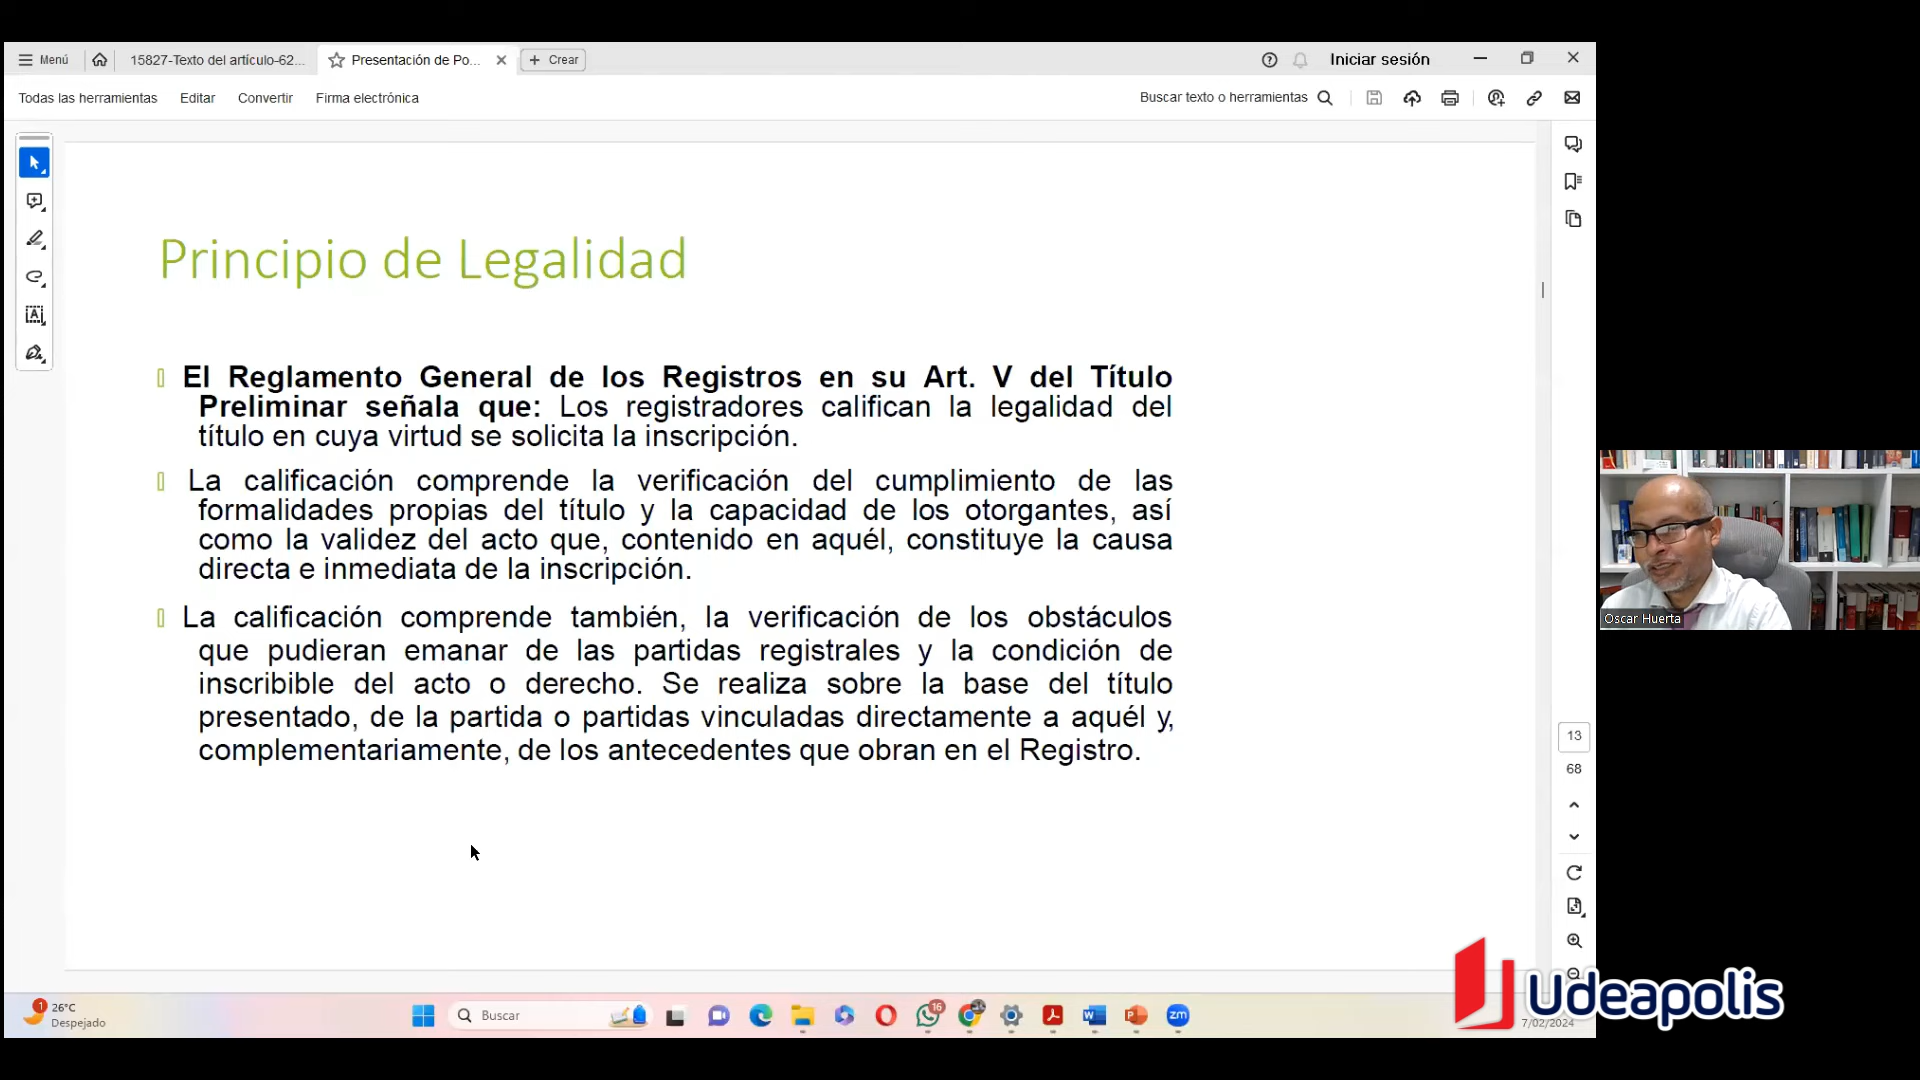 Menú
15827-Texto del artículo-62...
Presentación de Po...
Crear
Iniciar sesión
Todas las herramientas
Editar
Convertir
Firma electrónica
Buscar texto o herramientas
Principio de Legalidad
El Reglamento General de los Registros en su Art. V del Título
Preliminar señala que: Los registradores califican la legalidad del
título en cuya virtud se solicita la inscripción.
La calificación comprende la verificación del cumplimiento de las
formalidades propias del título y la capacidad de los otorgantes, así
como la validez del acto que, contenido en aquél, constituye la causa
directa e inmediata de la inscripción.
La calificación comprende también, la verificación de los obstáculos
que pudieran emanar de las partidas registrales y la condición de
inscribible del acto o derecho. Se realiza sobre la base del título
presentado, de la partida o partidas vinculadas directamente a aquél y,
complementariamente, de los antecedentes que obran en el Registro.
13
68
Oscar Huerta
1
26°C
Despejado
Buscar
16
zm
7/02/2024
Udeapolis